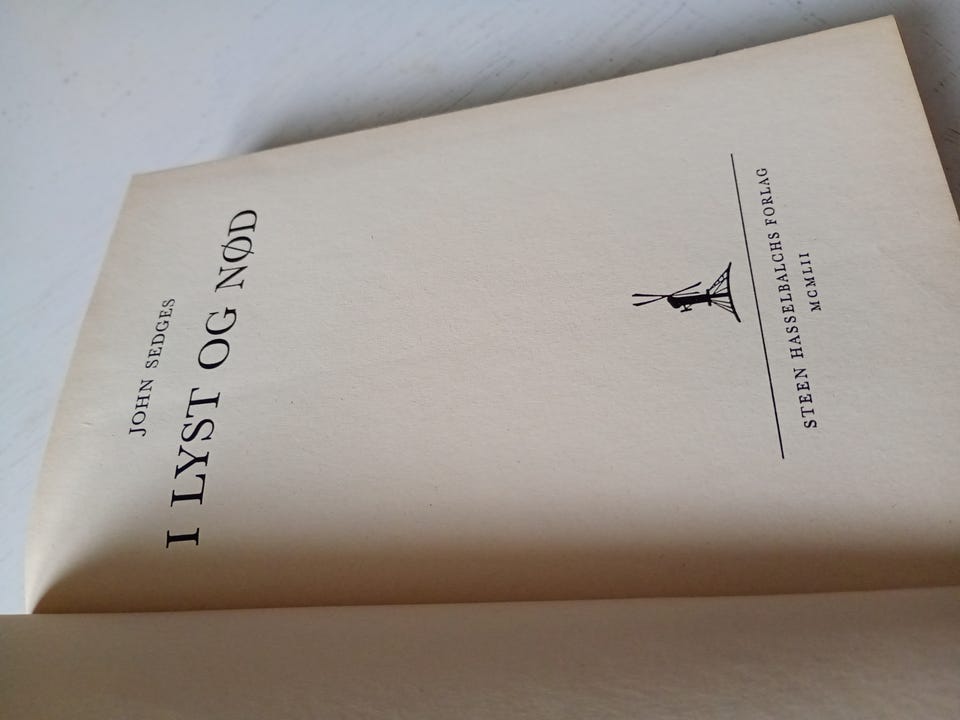 JOHN SEDGES
I LYST OG NØD
STEEN HASSELBALCHS FORLAG
MCMLII